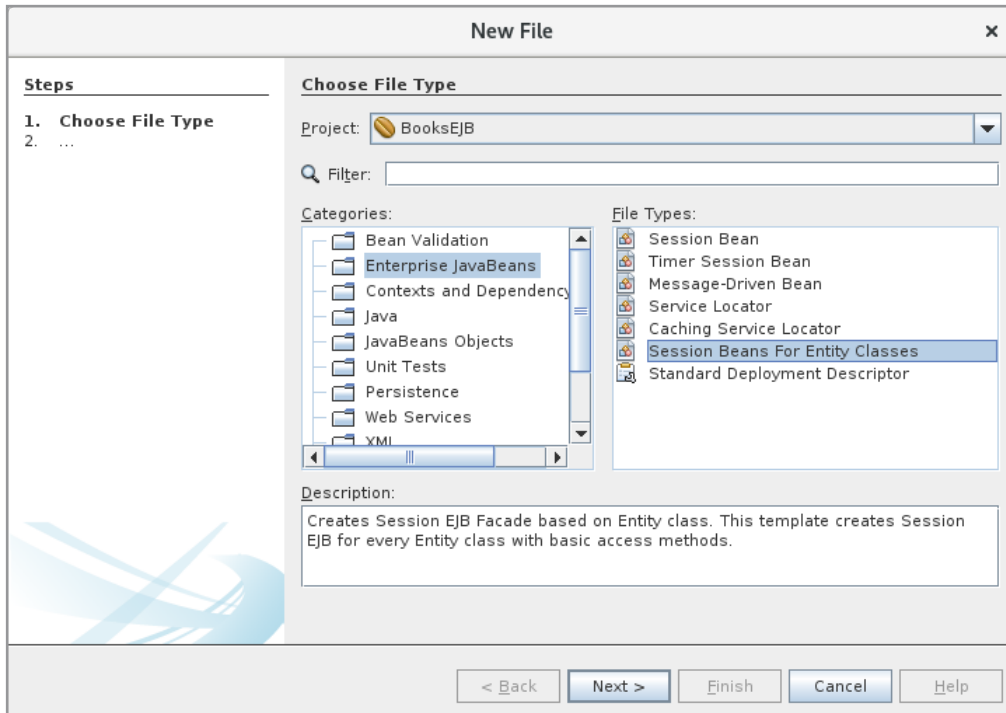 New File
Steps
1. Choose File Type
2. ...
Choose File Type
Project: BooksEJB
Filter:
Categories:
Bean Validation
Enterprise JavaBeans
Contexts and Dependency
Java
JavaBeans Objects
Unit Tests
Persistence
Web Services
XML
File Types:
Session Bean
Timer Session Bean
Message-Driven Bean
Service Locator
Caching Service Locator
Session Beans For Entity Classes
Standard Deployment Descriptor
Description:
Creates Session EJB Facade based on Entity class. This template creates Session
EJB for every Entity class with basic access methods.
< Back
Next >
Finish
Cancel
Help